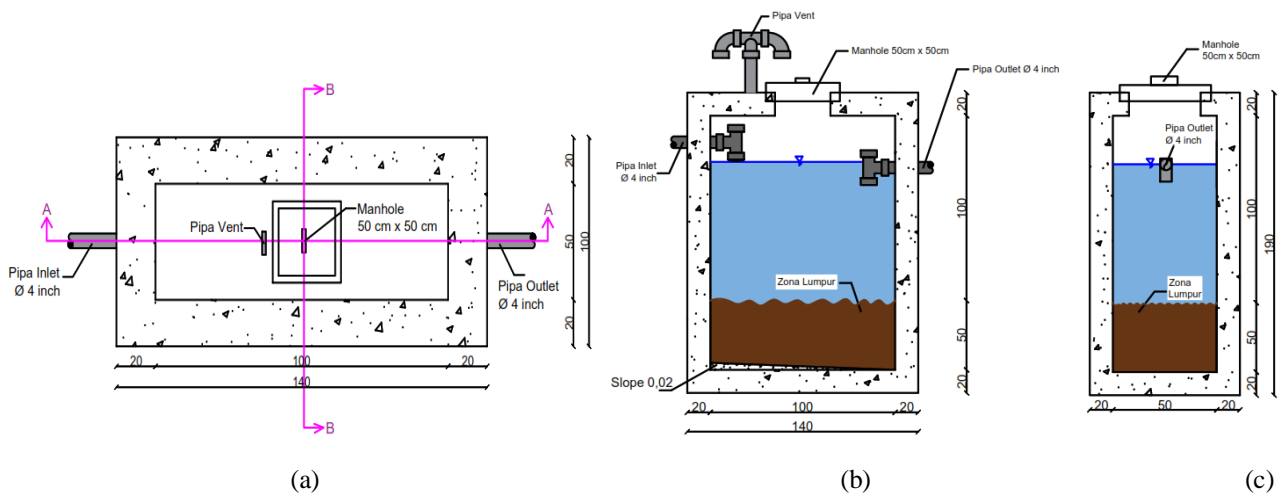 B
A
A
Pipa Vent
Manhole
50 cm x 50 cm
Pipa Inlet
Ø 4 inch
Pipa Outlet
Ø 4 inch
20
50
20
100
20
100
20
140
B
(a)
Pipa Vent
Manhole 50cm x 50cm
Pipa Outlet Ø 4 inch
Pipa Inlet
Ø 4 inch
Zona Lumpur
Slope 0,02
20
100
50
20
20
100
20
140
(b)
Manhole
50cm x 50cm
Pipa Outlet
Ø 4 inch
Zona
Lumpur
20
100
50
20
190
20
50
20
(c)